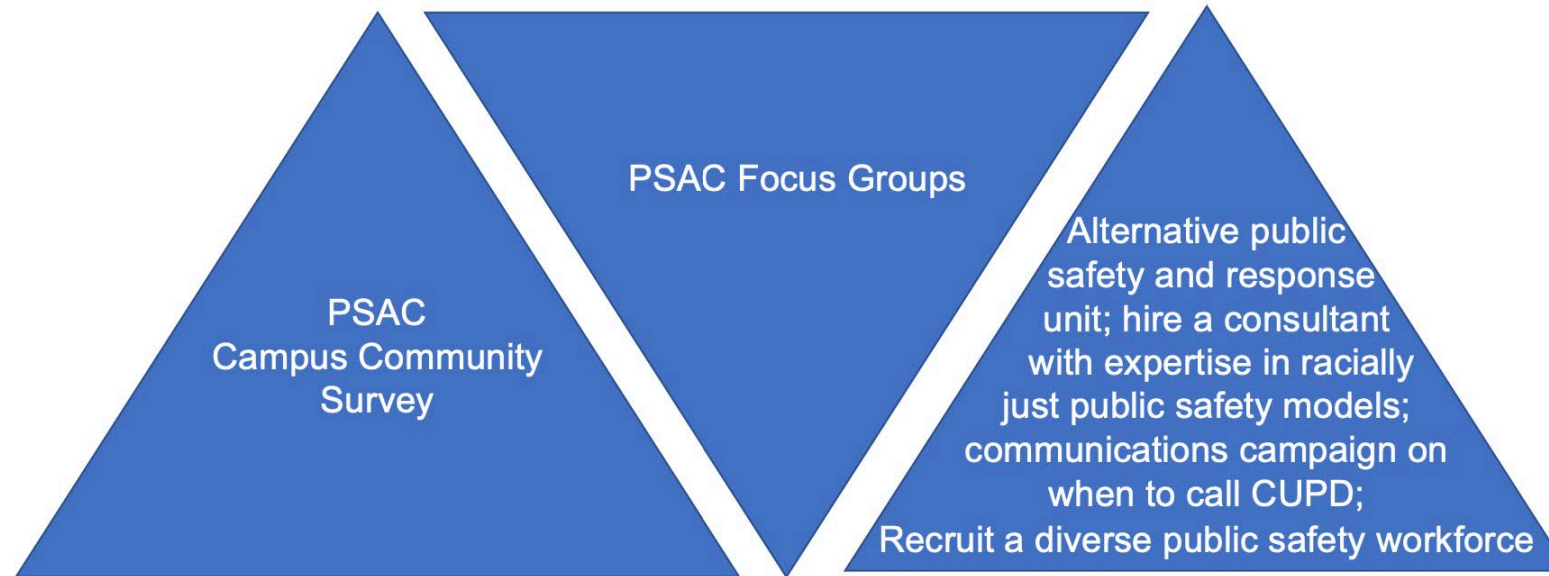 PSAC
Campus Community
Survey
PSAC Focus Groups
Alternative public
safety and response
unit; hire a consultant
with expertise in racially
just public safety models;
communications campaign on
when to call CUPD;
Recruit a diverse public safety workforce